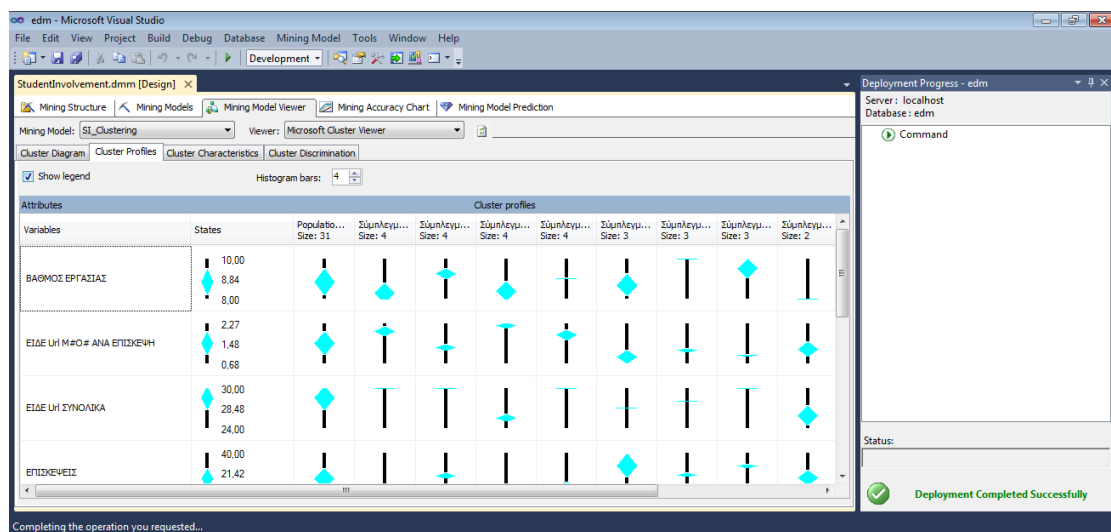 edm - Microsoft Visual Studio
File Edit View Project Build Debug Database Mining Model Tools Window Help
Development
StudentInvolvement.dmm [Design]
Mining Structure Mining Models Mining Model Viewer Mining Accuracy Chart Mining Model Prediction
Mining Model: SI_Clustering Viewer: Microsoft Cluster Viewer
Cluster Diagram Cluster Profiles Cluster Characteristics Cluster Discrimination
Show legend Histogram bars: 4
Attributes Cluster profiles
Variables States Populatio... Σύμπλεγμ... Σύμπλεγμ... Σύμπλεγμ... Σύμπλεγμ... Σύμπλεγμ... Σύμπλεγμ... Σύμπλεγμ... Σύμπλεγμ...
Size: 31 Size: 4 Size: 4 Size: 4 Size: 4 Size: 3 Size: 3 Size: 3 Size: 2
10,00
ΒΑΘΜΟΣ ΕΡΓΑΣΙΑΣ 8,84
8,00
2,27
ΕΙΔΕ Url Μ#Ο# ΑΝΑ ΕΠΙΣΚΕΨΗ 1,48
0,68
30,00
ΕΙΔΕ Url ΣΥΝΟΛΙΚΑ 28,48
24,00
40,00
ΕΠΙΣΚΕΨΕΙΣ 21,42
Deployment Progress - edm
Server : localhost
Database : edm
Command
Status:
Deployment Completed Successfully
Completing the operation you requested...